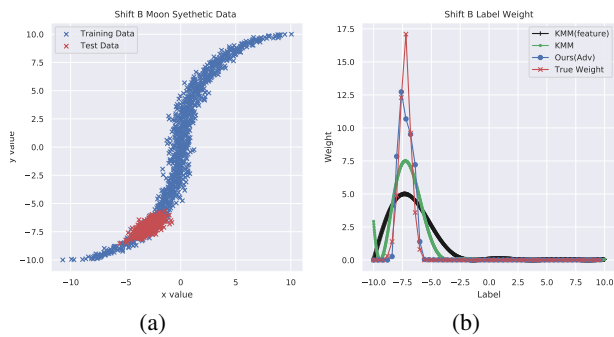 Shift B Moon Syethetic Data
10.0
7.5
5.0
2.5
0.0
−2.5
−5.0
−7.5
−10.0
y value
Training Data
Test Data
−10 −5 0 5 10
x value
(a)
Shift B Label Weight
17.5
15.0
12.5
10.0
7.5
5.0
2.5
0.0
Weight
KMM(feature)
KMM
Ours(Adv)
True Weight
−10.0 −7.5 −5.0 −2.5 0.0 2.5 5.0 7.5 10.0
Label
(b)